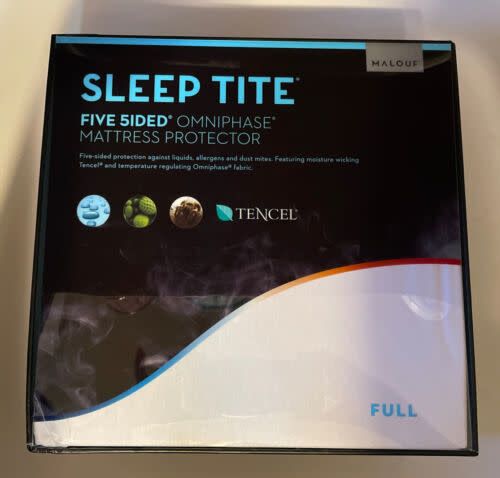 MALOUF
SLEEP TITE®
FIVE 5IDED® OMNIPHASE®
MATTRESS PROTECTOR
Five-sided protection against liquids, allergens and dust mites. Featuring moisture wicking
Tencel® and temperature regulating Omniphase® fabric.
TENCEL
FULL